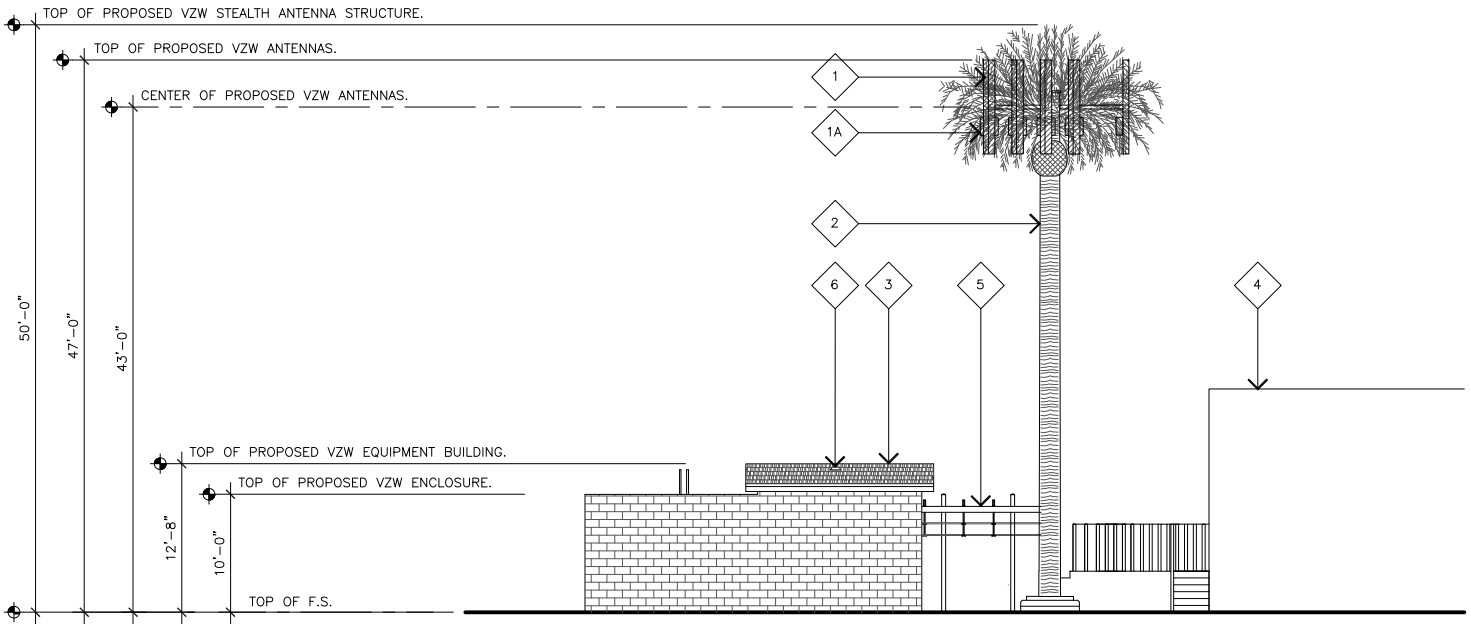 TOP OF PROPOSED VZW STEALTH ANTENNA STRUCTURE.
TOP OF PROPOSED VZW ANTENNAS.
1
CENTER OF PROPOSED VZW ANTENNAS.
1A
2
6
3
5
4
50'-0"
47'-0"
43'-0"
TOP OF PROPOSED VZW EQUIPMENT BUILDING.
TOP OF PROPOSED VZW ENCLOSURE.
12'-8"
10'-0"
TOP OF F.S.